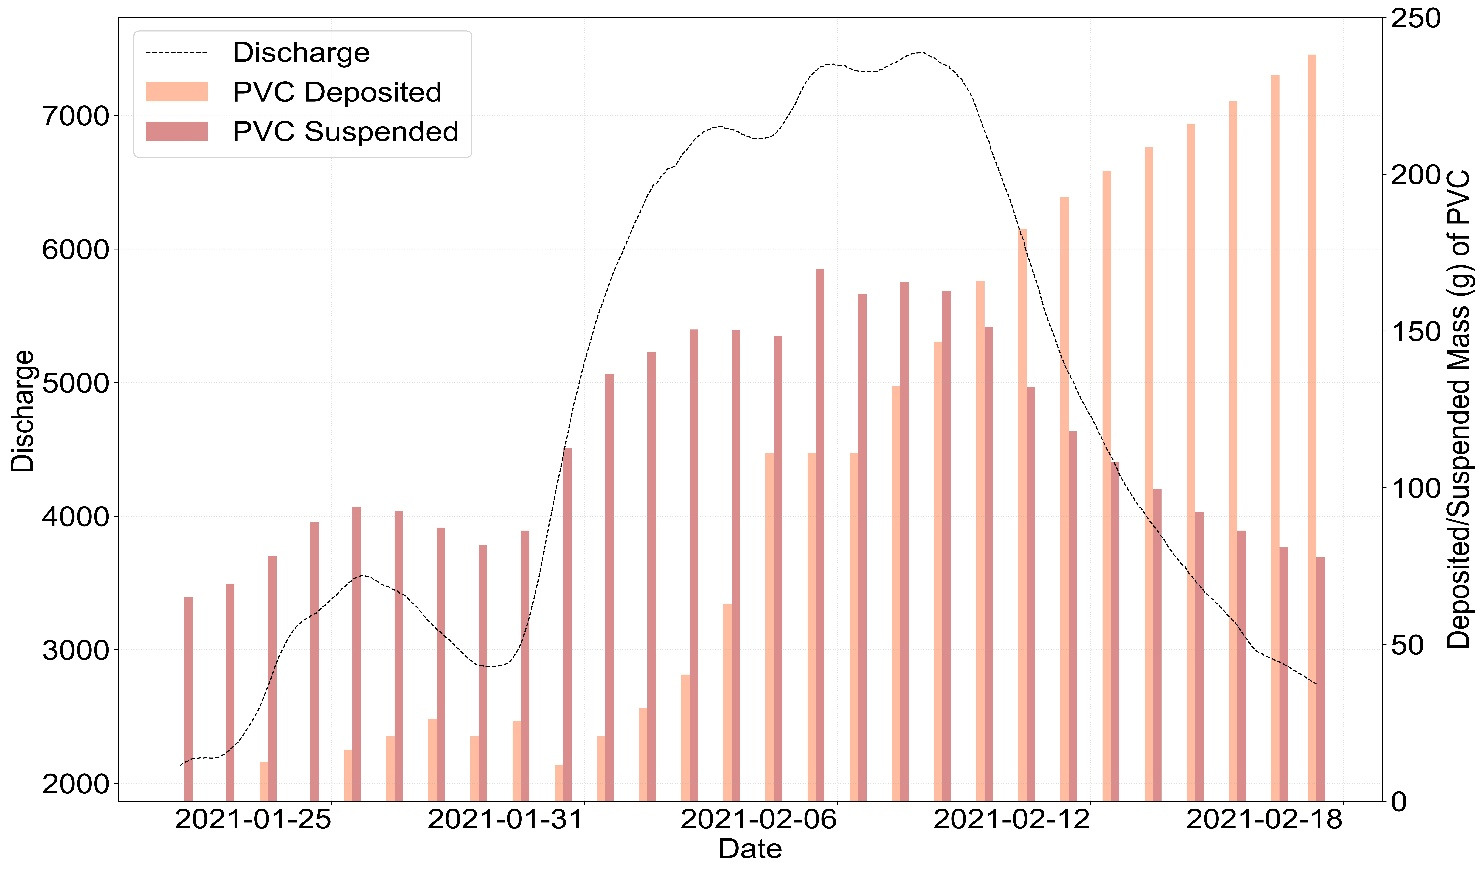 Discharge
PVC Deposited
PVC Suspended
Discharge
7000
6000
5000
4000
3000
2000
250
200
150
100
50
0
Deposited/Suspended Mass (g) of PVC
2021-01-25 2021-01-31 2021-02-06 2021-02-12 2021-02-18
Date